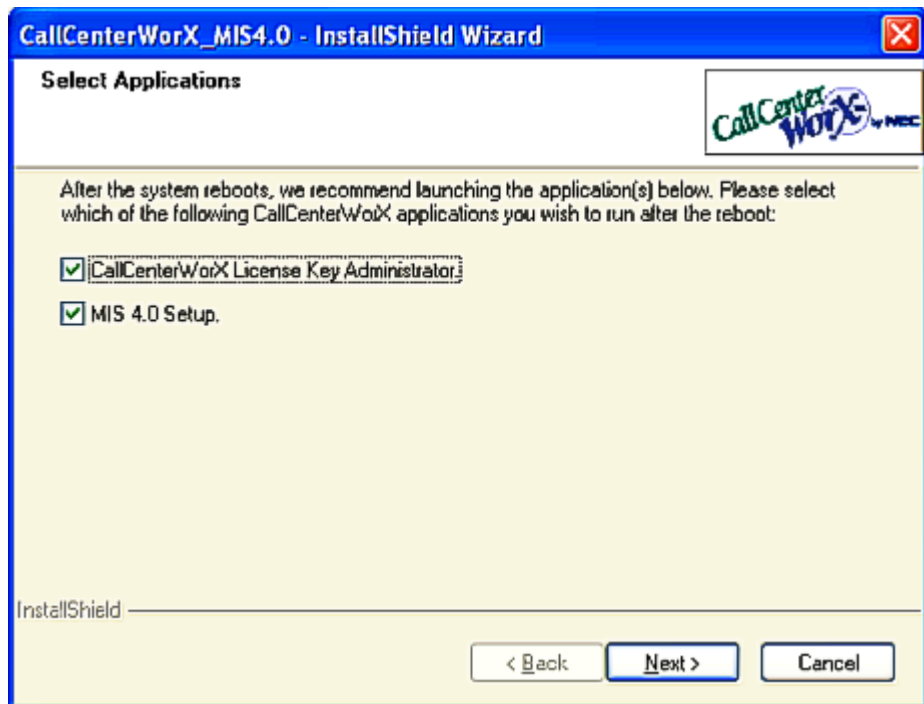 CallCenterWorX_MIS4.0 - InstallShield Wizard
Select Applications
CallCenter
WorX- by NEC
After the system reboots, we recommend launching the application(s) below. Please select
which of the following CallCenterWorX applications you wish to run after the reboot:
CallCenterWorX License Key Administrator.
MIS 4.0 Setup.
InstallShield
< Back
Next >
Cancel